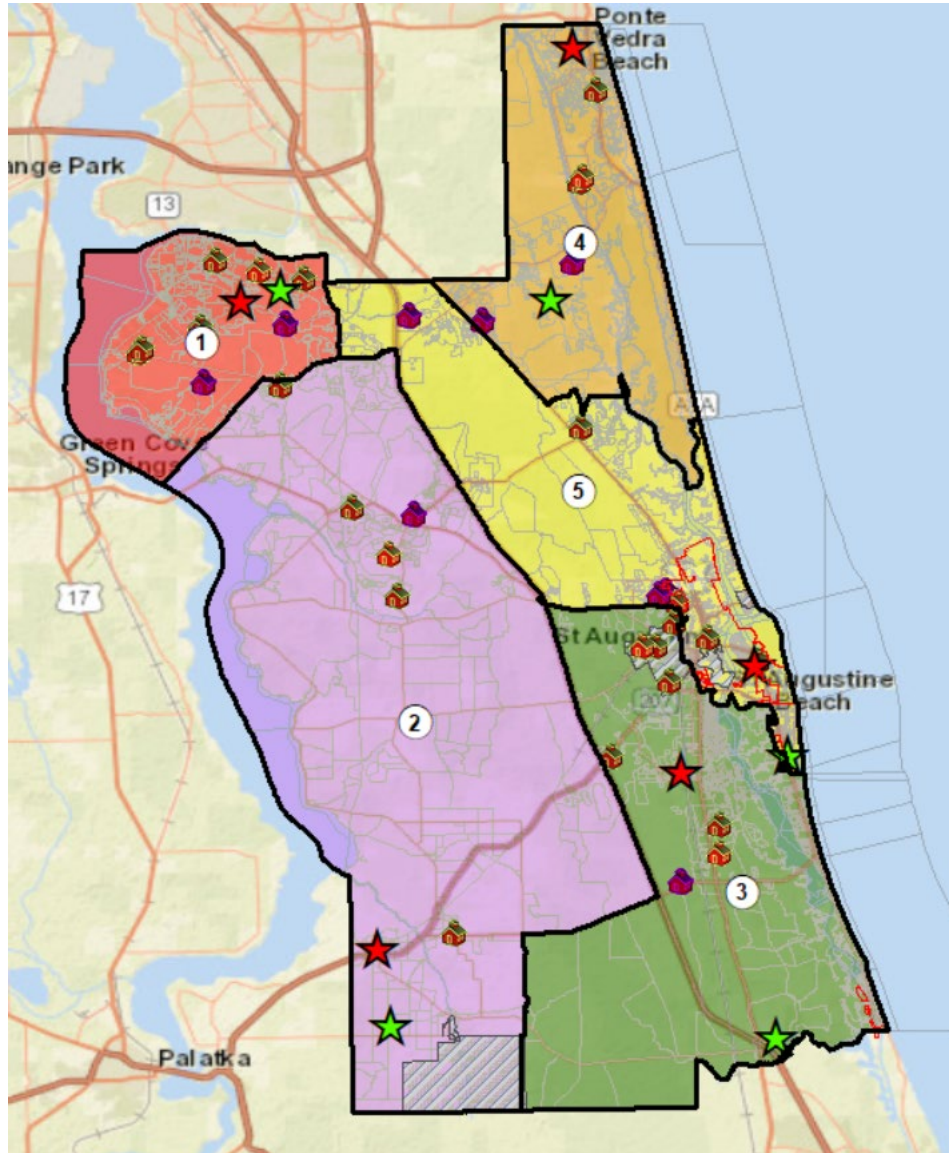 Ponte
Vedra
Beach
ange Park
13
4
1
Green Cove
Springs
A1A
5
17
St Augustine
Augustine
Beach
207
2
3
Palatka